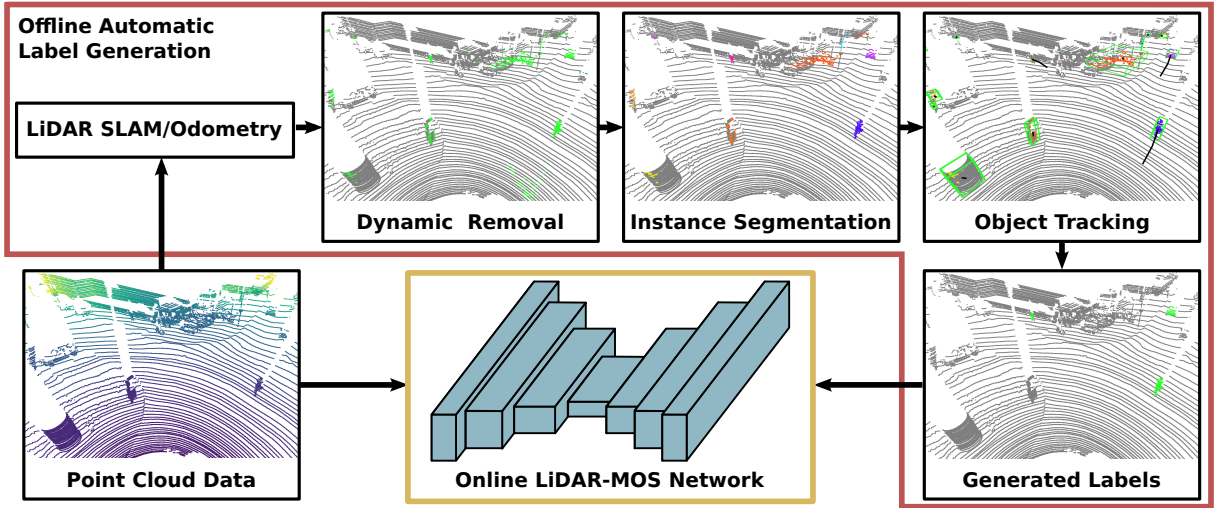 Offline Automatic
Label Generation
LiDAR SLAM/Odometry
Dynamic Removal
Instance Segmentation
Object Tracking
Point Cloud Data
Online LiDAR-MOS Network
Generated Labels